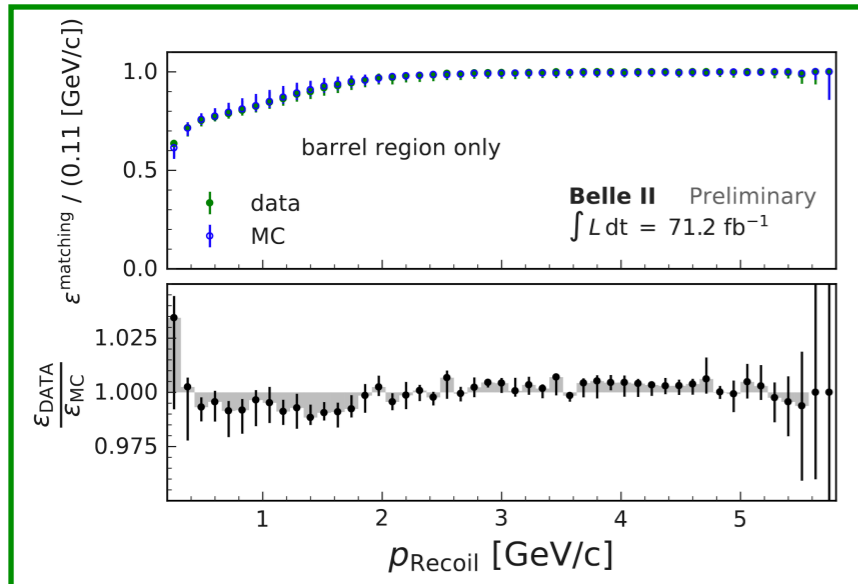 ε^matching / (0.11 [GeV/c])
1.0
0.5
0.0
barrel region only
data
MC
Belle II Preliminary
∫ L dt = 71.2 fb⁻¹
ε_DATA
ε_MC
1.025
1.000
0.975
1 2 3 4 5
p_Recoil [GeV/c]